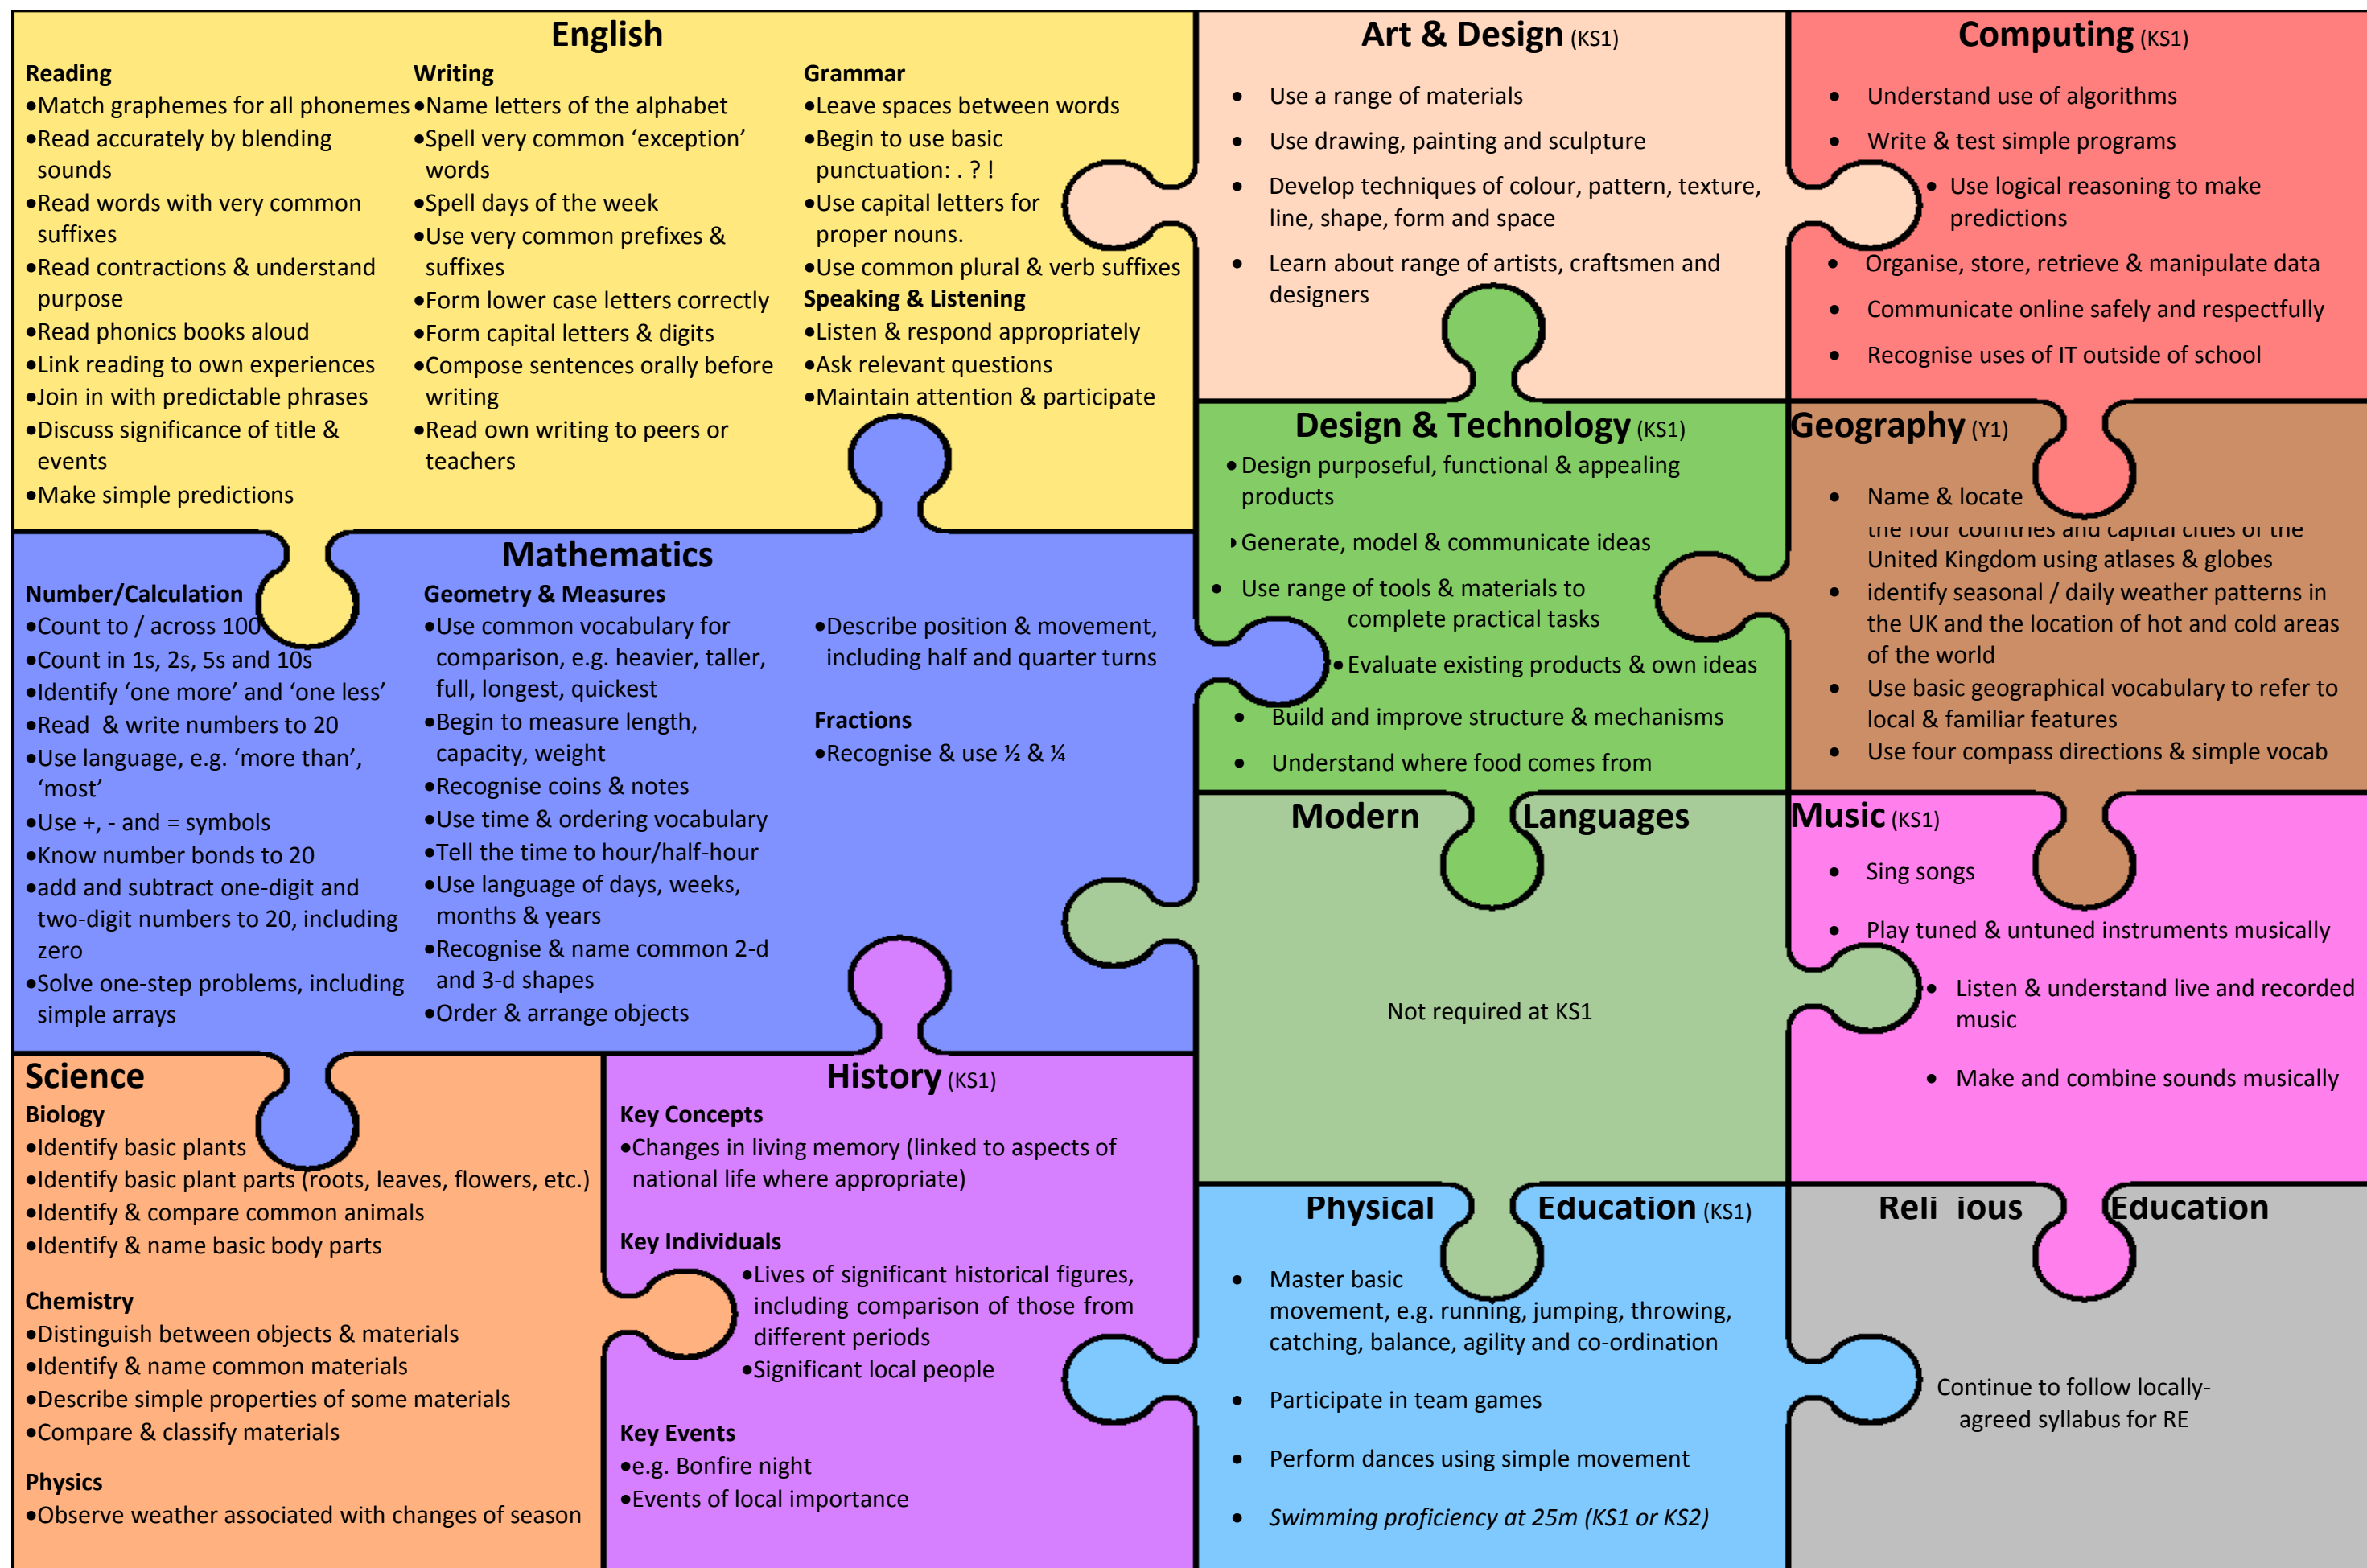 English
Reading
•Match graphemes for all phonemes
•Read accurately by blending
sounds
•Read words with very common
suffixes
•Read contractions & understand
purpose
•Read phonics books aloud
•Link reading to own experiences
•Join in with predictable phrases
•Discuss significance of title &
events
•Make simple predictions
Writing
•Name letters of the alphabet
•Spell very common ‘exception’
words
•Spell days of the week
•Use very common prefixes &
suffixes
•Form lower case letters correctly
•Form capital letters & digits
•Compose sentences orally before
writing
•Read own writing to peers or
teachers
Grammar
•Leave spaces between words
•Begin to use basic
punctuation: . ? !
•Use capital letters for
proper nouns.
•Use common plural & verb suffixes
Speaking & Listening
•Listen & respond appropriately
•Ask relevant questions
•Maintain attention & participate
Art & Design (KS1)
• Use a range of materials
• Use drawing, painting and sculpture
• Develop techniques of colour, pattern, texture,
line, shape, form and space
• Learn about range of artists, craftsmen and
designers
Computing (KS1)
• Understand use of algorithms
• Write & test simple programs
• Use logical reasoning to make
predictions
• Organise, store, retrieve & manipulate data
• Communicate online safely and respectfully
• Recognise uses of IT outside of school
Mathematics
Number/Calculation
•Count to / across 100
•Count in 1s, 2s, 5s and 10s
•Identify ‘one more’ and ‘one less’
•Read & write numbers to 20
•Use language, e.g. ‘more than’,
‘most’
•Use +, - and = symbols
•Know number bonds to 20
•add and subtract one-digit and
two-digit numbers to 20, including
zero
•Solve one-step problems, including
simple arrays
Geometry & Measures
•Use common vocabulary for
comparison, e.g. heavier, taller,
full, longest, quickest
•Begin to measure length,
capacity, weight
•Recognise coins & notes
•Use time & ordering vocabulary
•Tell the time to hour/half-hour
•Use language of days, weeks,
months & years
•Recognise & name common 2-d
and 3-d shapes
•Order & arrange objects
•Describe position & movement,
including half and quarter turns
Fractions
•Recognise & use ½ & ¼
Design & Technology (KS1)
• Design purposeful, functional & appealing
products
• Generate, model & communicate ideas
• Use range of tools & materials to
complete practical tasks
• Evaluate existing products & own ideas
• Build and improve structure & mechanisms
• Understand where food comes from
Geography (Y1)
• Name & locate
the four countries and capital cities of the
United Kingdom using atlases & globes
• identify seasonal / daily weather patterns in
the UK and the location of hot and cold areas
of the world
• Use basic geographical vocabulary to refer to
local & familiar features
• Use four compass directions & simple vocab
Modern Languages
Not required at KS1
Music (KS1)
• Sing songs
• Play tuned & untuned instruments musically
• Listen & understand live and recorded
music
• Make and combine sounds musically
Science
Biology
•Identify basic plants
•Identify basic plant parts (roots, leaves, flowers, etc.)
•Identify & compare common animals
•Identify & name basic body parts
Chemistry
•Distinguish between objects & materials
•Identify & name common materials
•Describe simple properties of some materials
•Compare & classify materials
Physics
•Observe weather associated with changes of season
History (KS1)
Key Concepts
•Changes in living memory (linked to aspects of
national life where appropriate)
Key Individuals
•Lives of significant historical figures,
including comparison of those from
different periods
•Significant local people
Key Events
•e.g. Bonfire night
•Events of local importance
Physical Education (KS1)
• Master basic
movement, e.g. running, jumping, throwing,
catching, balance, agility and co-ordination
• Participate in team games
• Perform dances using simple movement
• Swimming proficiency at 25m (KS1 or KS2)
Religious Education
Continue to follow locally-
agreed syllabus for RE